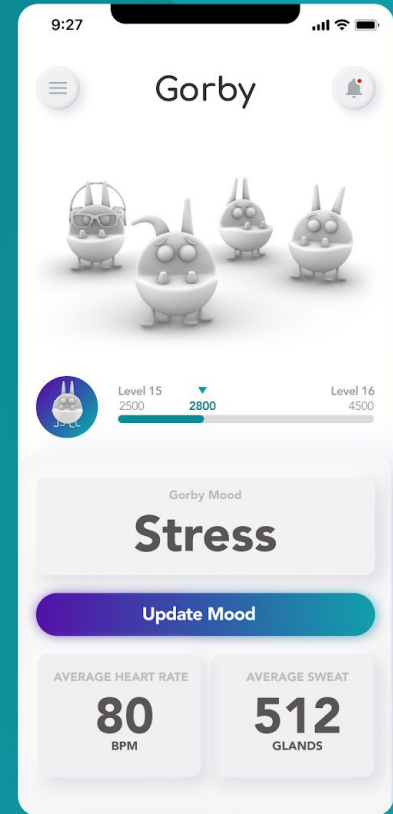 9:27
Gorby
Level 15
Level 16
2500
2800
4500
Gorby Mood
Stress
Update Mood
AVERAGE HEART RATE
80
BPM
AVERAGE SWEAT
512
GLANDS